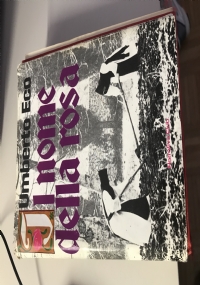 Umberto Eco
Il nome
della rosa